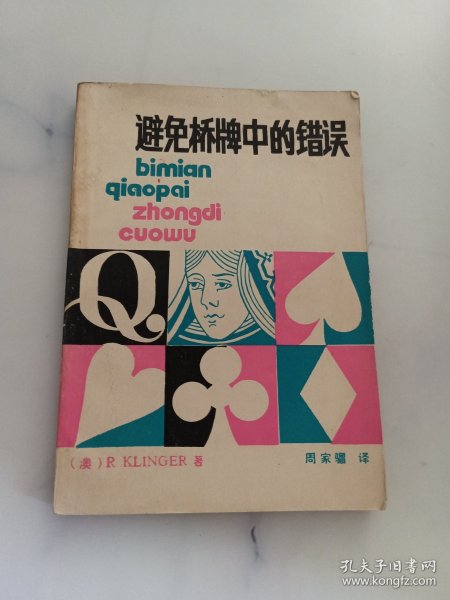 避免桥牌中的错误
bimian
qiaopai
zhongdi
cuowu
Q
(澳) R KLINGER 著
周家骝 译
孔夫子旧书网
www.kongfz.com